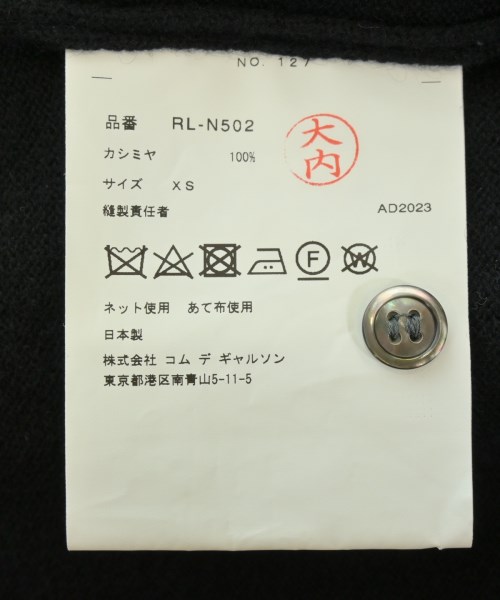 NO. 127
品番 RL-N502
大内
カシミヤ 100%
サイズ XS
縫製責任者 AD2023
F W
ネット使用 あて布使用
日本製
株式会社 コム デ ギャルソン
東京都港区南青山5-11-5